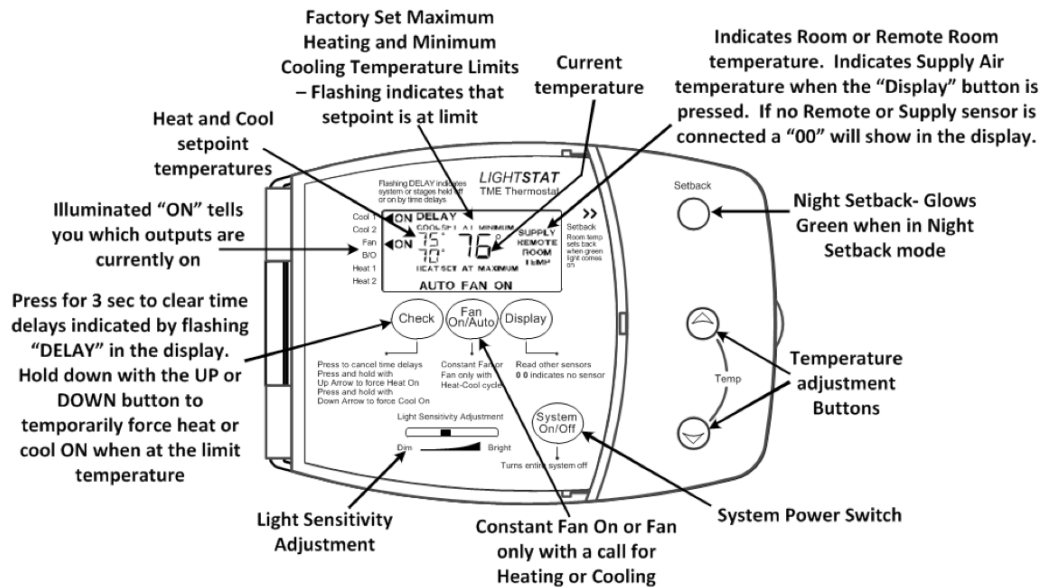 Factory Set Maximum
Heating and Minimum
Cooling Temperature Limits
– Flashing indicates that
setpoint is at limit
Current
temperature
Indicates Room or Remote Room
temperature. Indicates Supply Air
temperature when the “Display” button is
pressed. If no Remote or Supply sensor is
connected a “00” will show in the display.
Heat and Cool
setpoint
temperatures
Illuminated “ON” tells
you which outputs are
currently on
Press for 3 sec to clear time
delays indicated by flashing
“DELAY” in the display.
Hold down with the UP or
DOWN button to
temporarily force heat or
cool ON when at the limit
temperature
Flashing DELAY indicates
system or stages held off
or on by time delays
LIGHTSTAT
TME Thermostat
Cool 1
Cool 2
Fan
B/O
Heat 1
Heat 2
ON DELAY
COOL SET AT MINIMUM
75°
76°
ON
70°
SUPPLY
REMOTE
ROOM
TEMP
HEAT SET AT MAXIMUM
AUTO FAN ON
>>
Setback
Room temp
sets back
when green
light comes
on
Check
Fan
On/Auto
Display
Press to cancel time delays
Press and hold with
Up Arrow to force Heat On
Press and hold with
Down Arrow to force Cool On
Constant Fan or
Fan only with
Heat-Cool cycle
Read other sensors
0 0 indicates no sensor
Light Sensitivity Adjustment
Dim
Bright
System
On/Off
Turns entire system off
Setback
Temp
Night Setback- Glows
Green when in Night
Setback mode
Temperature
adjustment
Buttons
System Power Switch
Light Sensitivity
Adjustment
Constant Fan On or Fan
only with a call for
Heating or Cooling